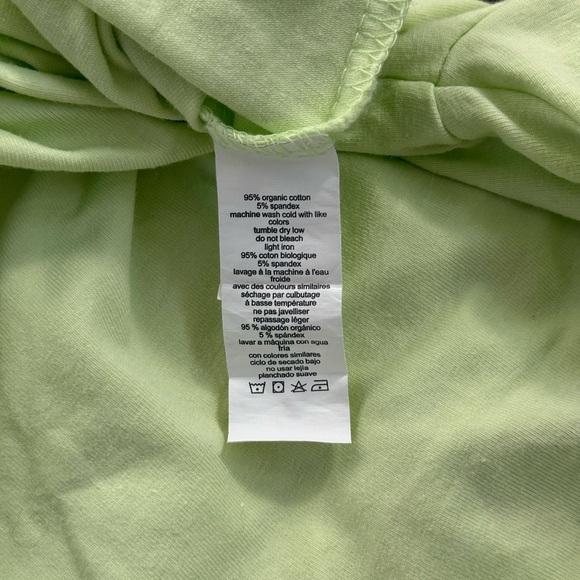 95% organic cotton
5% spandex
machine wash cold with like
colors
tumble dry low
do not bleach
light iron
95% coton biologique
5% spandex
lavage à la machine à l'eau
froide
avec des couleurs similaires
séchage par culbutage
à basse température
ne pas javelliser
repassage léger
95 % algodón orgánico
5 % spándex
lavar a máquina con agua
fría
con colores similares
ciclo de secado bajo
no usar lejía
planchado suave